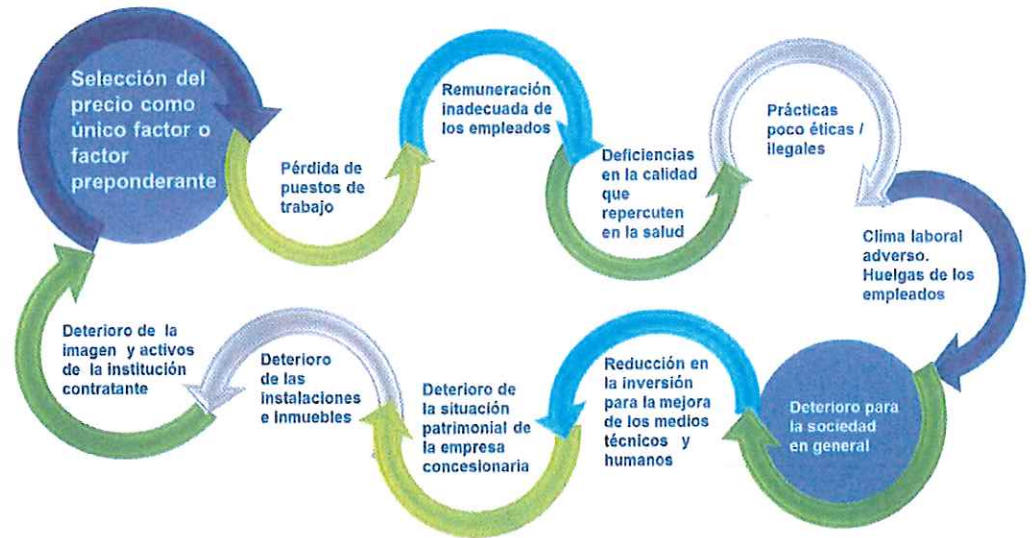 Selección del
precio como
único factor o
factor
preponderante
Pérdida de
puestos de
trabajo
Remuneración
inadecuada de
los empleados
Deficiencias
en la calidad
que
repercuten
en la salud
Prácticas
poco éticas /
ilegales
Clima laboral
adverso.
Huelgas de los
empleados
Deterioro para
la sociedad
en general
Reducción en
la inversión
para la mejora
de los medios
técnicos y
humanos
Deterioro de
la situación
patrimonial de
la empresa
concesionaria
Deterioro
de las
instalaciones
e inmuebles
Deterioro de la
imagen y activos
de la institución
contratante